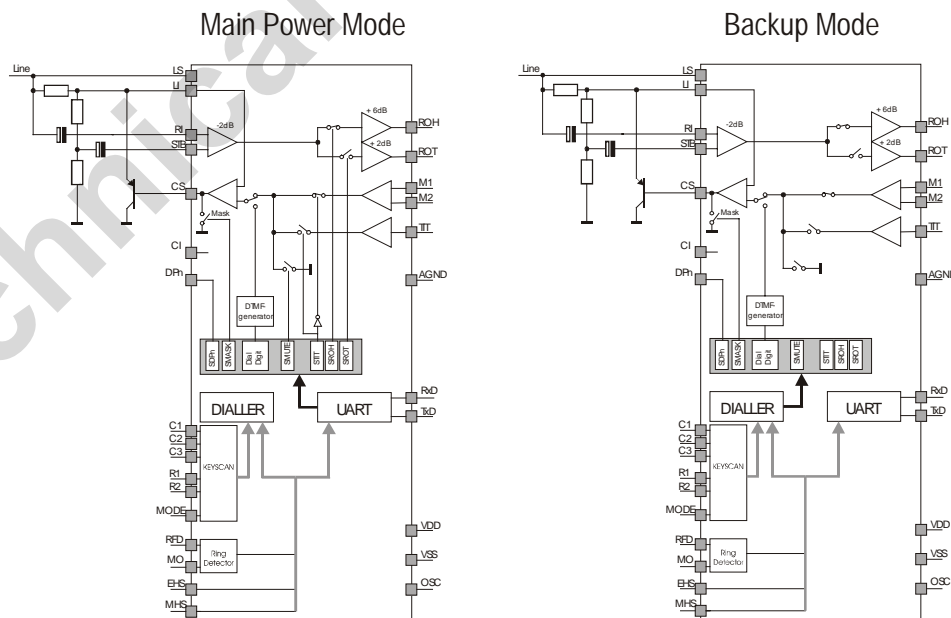 Main Power Mode
Line
LS
LI
RI
STB
CS
CI
DPn
-2dB
+ 6dB
+ 2dB
ROH
ROT
M1
M2
TIT
AGND
Mask
DTMF-
generator
SDPn
SMASK
Dial
Digit
SMUTE
STIT
SROH
SROT
DIALLER
UART
RxD
TxD
C1
C2
C3
R1
R2
MODE
KEYSCAN
RFD
MO
Ring
Detector
EHS
MHS
VDD
VSS
OSC
Backup Mode
Line
LS
LI
RI
STB
CS
CI
DPn
-2dB
+ 6dB
+ 2dB
ROH
ROT
M1
M2
TIT
AGND
Mask
DTMF-
generator
SDPn
SMASK
Dial
Digit
SMUTE
STIT
SROH
SROT
DIALLER
UART
RxD
TxD
C1
C2
C3
R1
R2
MODE
KEYSCAN
RFD
MO
Ring
Detector
EHS
MHS
VDD
VSS
OSC